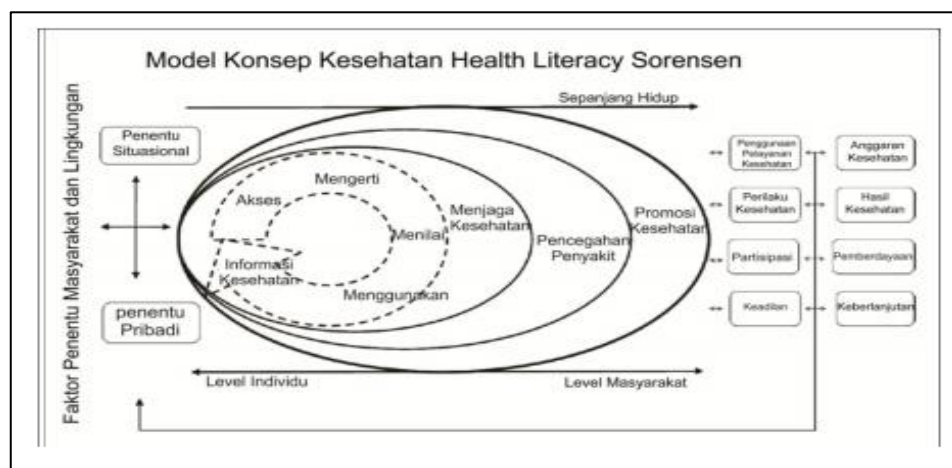 Model Konsep Kesehatan Health Literacy Sorensen
Faktor Penentu Masyarakat dan Lingkungan
Sepanjang Hidup
Penentu
Situasional
penentu
Pribadi
Akses
Mengerti
Menilai
Informasi
Kesehatan
Menggunakan
Menjaga
Kesehatan
Pencegahan
Penyakit
Promosi
Kesehatan
Penggunaan
Pelayanan
Kesehatan
Anggaran
Kesehatan
Perilaku
Kesehatan
Hasil
Kesehatan
Partisipasi
Pemberdayaan
Keadilan
Keberlanjutan
Level Individu
Level Masyarakat